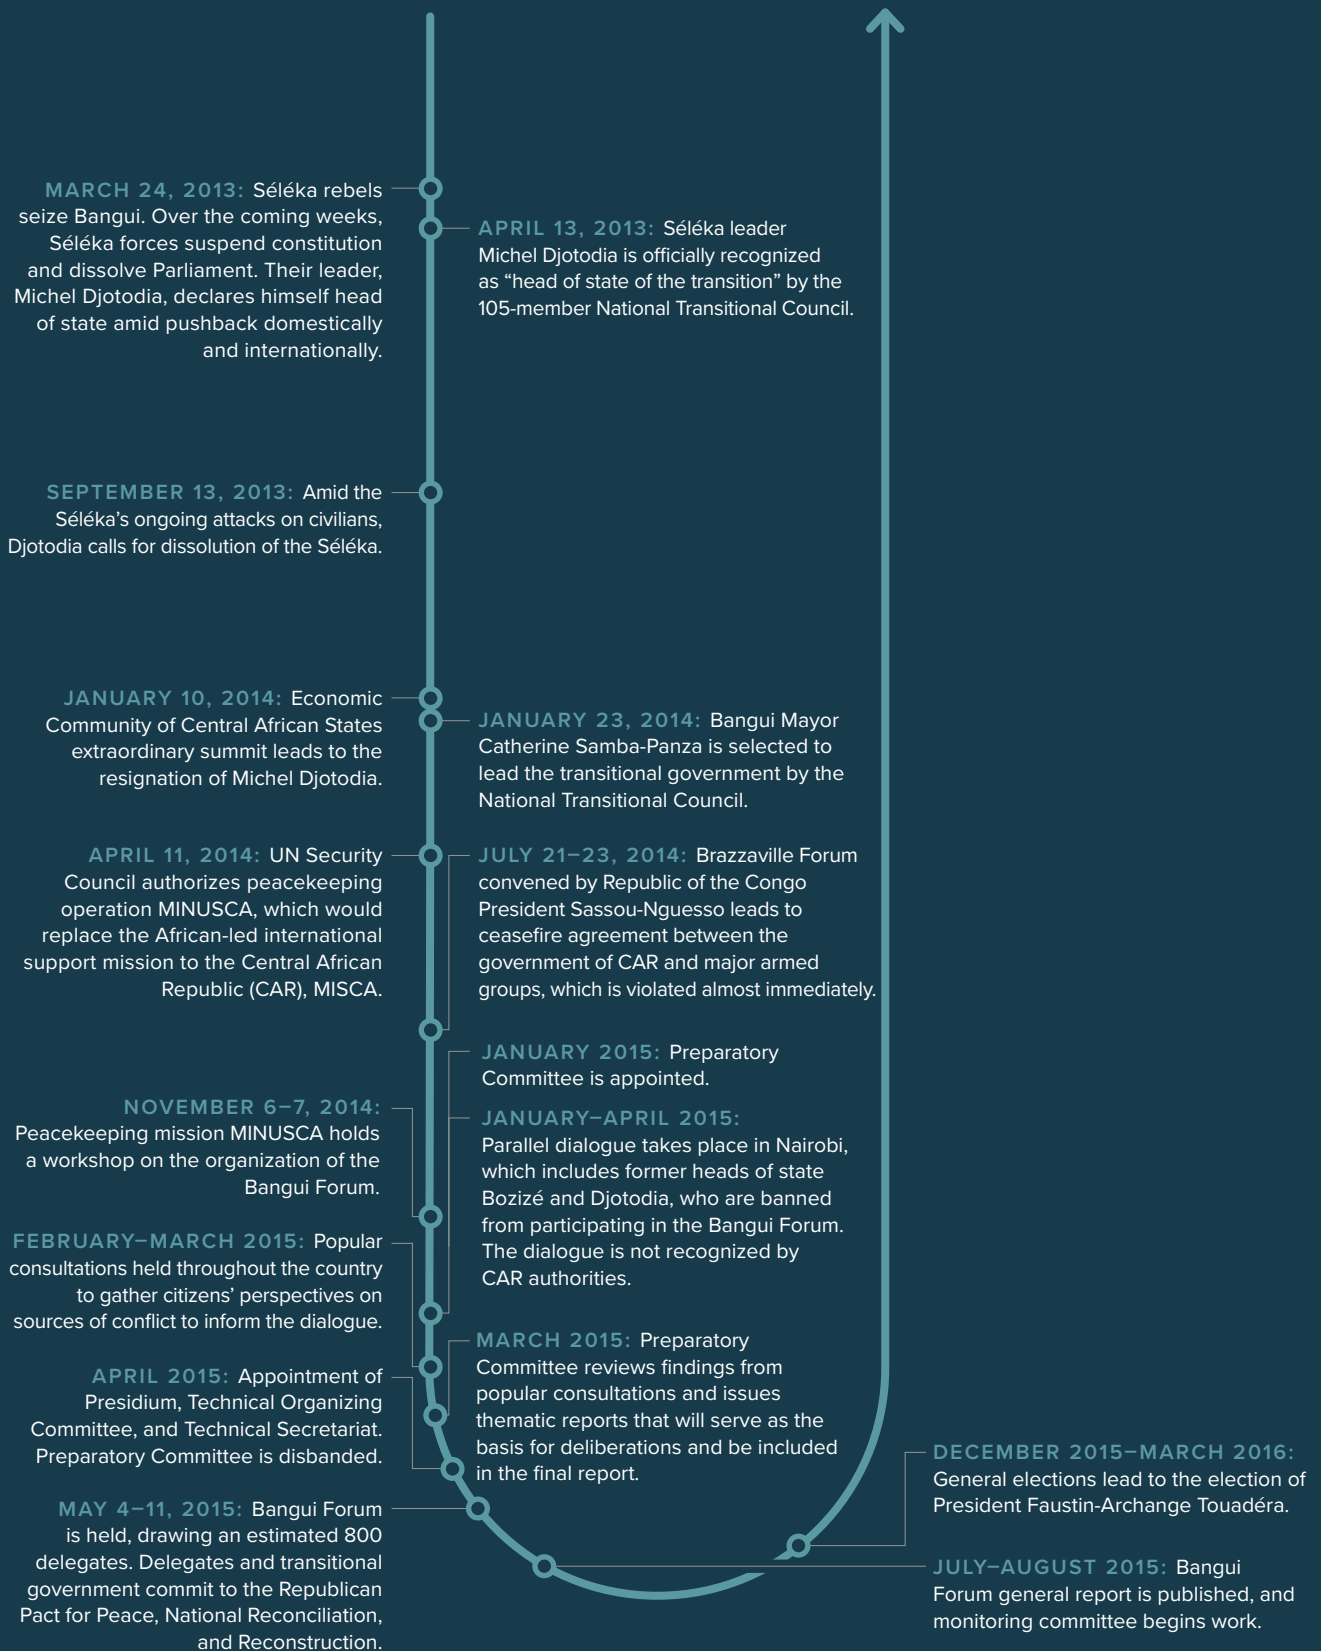 MARCH 24, 2013: Séléka rebels
seize Bangui. Over the coming weeks,
Séléka forces suspend constitution
and dissolve Parliament. Their leader,
Michel Djotodia, declares himself head
of state amid pushback domestically
and internationally.
APRIL 13, 2013: Séléka leader
Michel Djotodia is officially recognized
as “head of state of the transition” by the
105-member National Transitional Council.
SEPTEMBER 13, 2013: Amid the
Séléka’s ongoing attacks on civilians,
Djotodia calls for dissolution of the Séléka.
JANUARY 10, 2014: Economic
Community of Central African States
extraordinary summit leads to the
resignation of Michel Djotodia.
JANUARY 23, 2014: Bangui Mayor
Catherine Samba-Panza is selected to
lead the transitional government by the
National Transitional Council.
APRIL 11, 2014: UN Security
Council authorizes peacekeeping
operation MINUSCA, which would
replace the African-led international
support mission to the Central African
Republic (CAR), MISCA.
JULY 21–23, 2014: Brazzaville Forum
convened by Republic of the Congo
President Sassou-Nguesso leads to
ceasefire agreement between the
government of CAR and major armed
groups, which is violated almost immediately.
NOVEMBER 6–7, 2014:
Peacekeeping mission MINUSCA holds
a workshop on the organization of the
Bangui Forum.
JANUARY 2015: Preparatory
Committee is appointed.
JANUARY–APRIL 2015:
Parallel dialogue takes place in Nairobi,
which includes former heads of state
Bozizé and Djotodia, who are banned
from participating in the Bangui Forum.
The dialogue is not recognized by
CAR authorities.
FEBRUARY–MARCH 2015: Popular
consultations held throughout the country
to gather citizens’ perspectives on
sources of conflict to inform the dialogue.
MARCH 2015: Preparatory
Committee reviews findings from
popular consultations and issues
thematic reports that will serve as the
basis for deliberations and be included
in the final report.
APRIL 2015: Appointment of
Presidium, Technical Organizing
Committee, and Technical Secretariat.
Preparatory Committee is disbanded.
MAY 4–11, 2015: Bangui Forum
is held, drawing an estimated 800
delegates. Delegates and transitional
government commit to the Republican
Pact for Peace, National Reconciliation,
and Reconstruction.
DECEMBER 2015–MARCH 2016:
General elections lead to the election of
President Faustin-Archange Touadéra.
JULY–AUGUST 2015: Bangui
Forum general report is published, and
monitoring committee begins work.